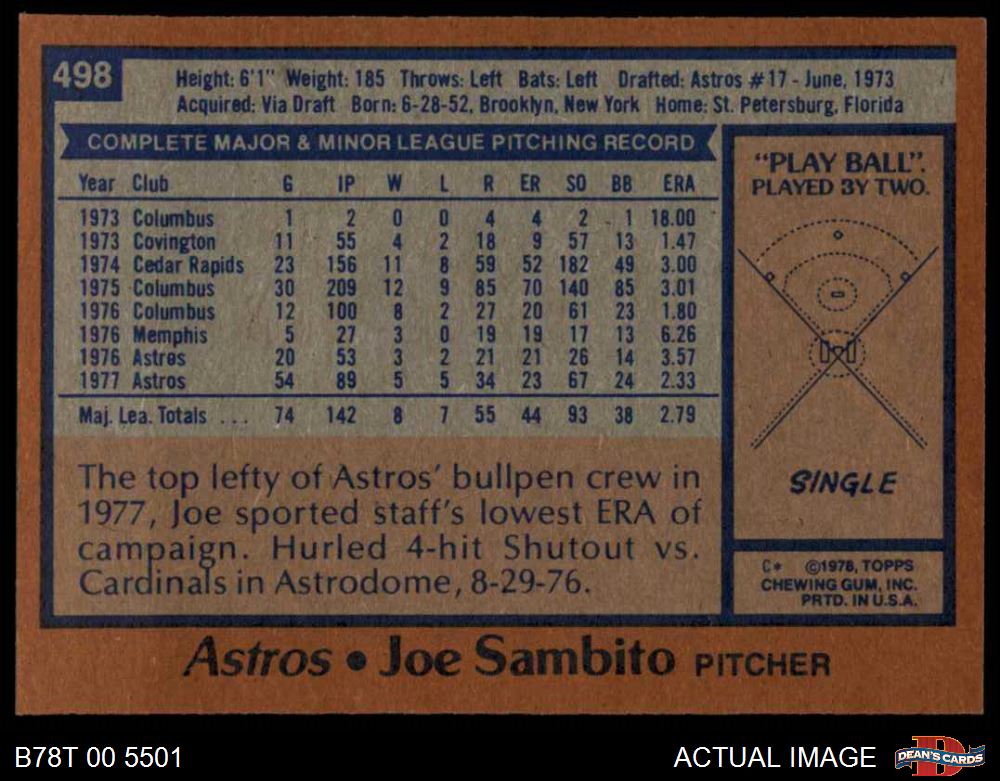 498
Height: 6'1" Weight: 185 Throws: Left Bats: Left Drafted: Astros #17 - June, 1973
Acquired: Via Draft Born: 6-28-52, Brooklyn, New York Home: St. Petersburg, Florida
COMPLETE MAJOR & MINOR LEAGUE PITCHING RECORD
Year Club G IP W L R ER SO BB ERA
1973 Columbus 1 2 0 0 4 4 2 1 18.00
1973 Covington 11 55 4 2 18 9 57 13 1.47
1974 Cedar Rapids 23 156 11 8 59 52 182 49 3.00
1975 Columbus 30 209 12 9 85 70 140 85 3.01
1976 Columbus 12 100 8 2 27 20 61 23 1.80
1976 Memphis 5 27 3 0 19 19 17 13 6.26
1976 Astros 20 53 3 2 21 21 26 14 3.57
1977 Astros 54 89 5 5 34 23 67 24 2.33
Maj. Lea. Totals ... 74 142 8 7 55 44 93 38 2.79
The top lefty of Astros' bullpen crew in
1977, Joe sported staff's lowest ERA of
campaign. Hurled 4-hit Shutout vs.
Cardinals in Astrodome, 8-29-76.
"PLAY BALL".
PLAYED BY TWO.
SINGLE
C* ©1978, TOPPS
CHEWING GUM, INC.
PRTD. IN U.S.A.
Astros • Joe Sambito PITCHER
B78T 00 5501
ACTUAL IMAGE
D
DEAN'S CARDS